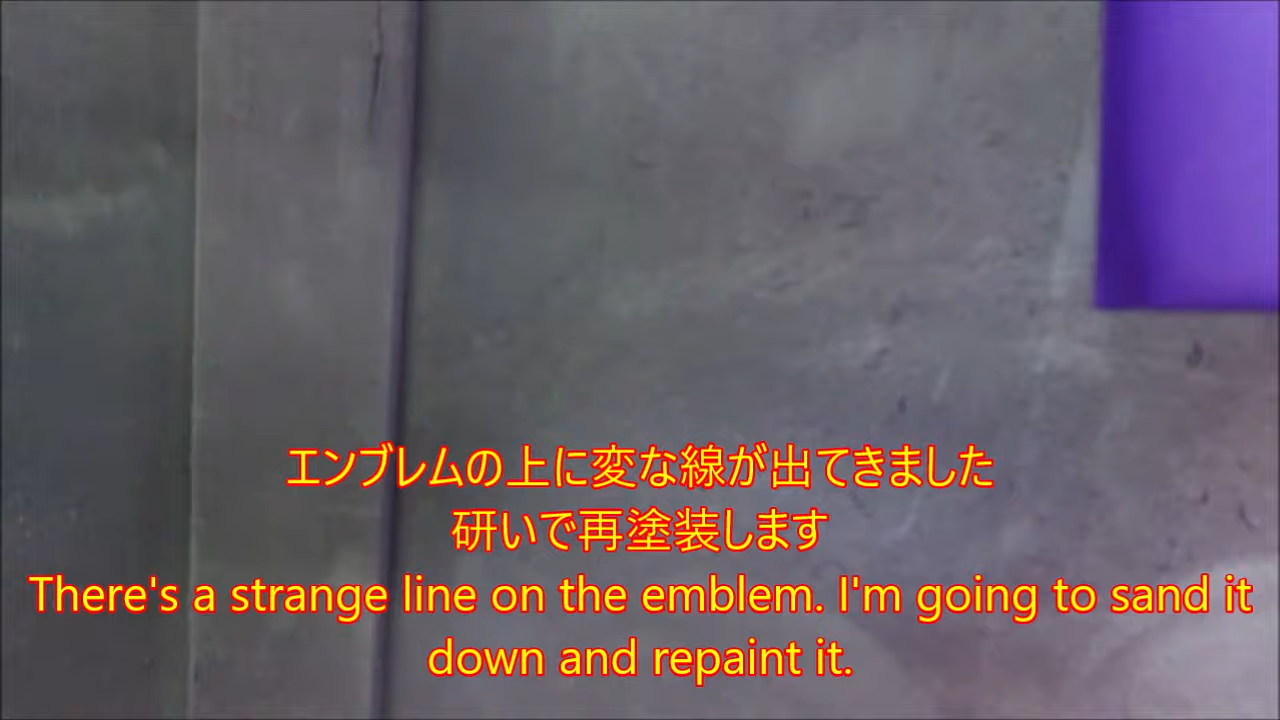 エンブレムの上に変な線が出てきました
研いで再塗装します
There's a strange line on the emblem. I'm going to sand it
down and repaint it.